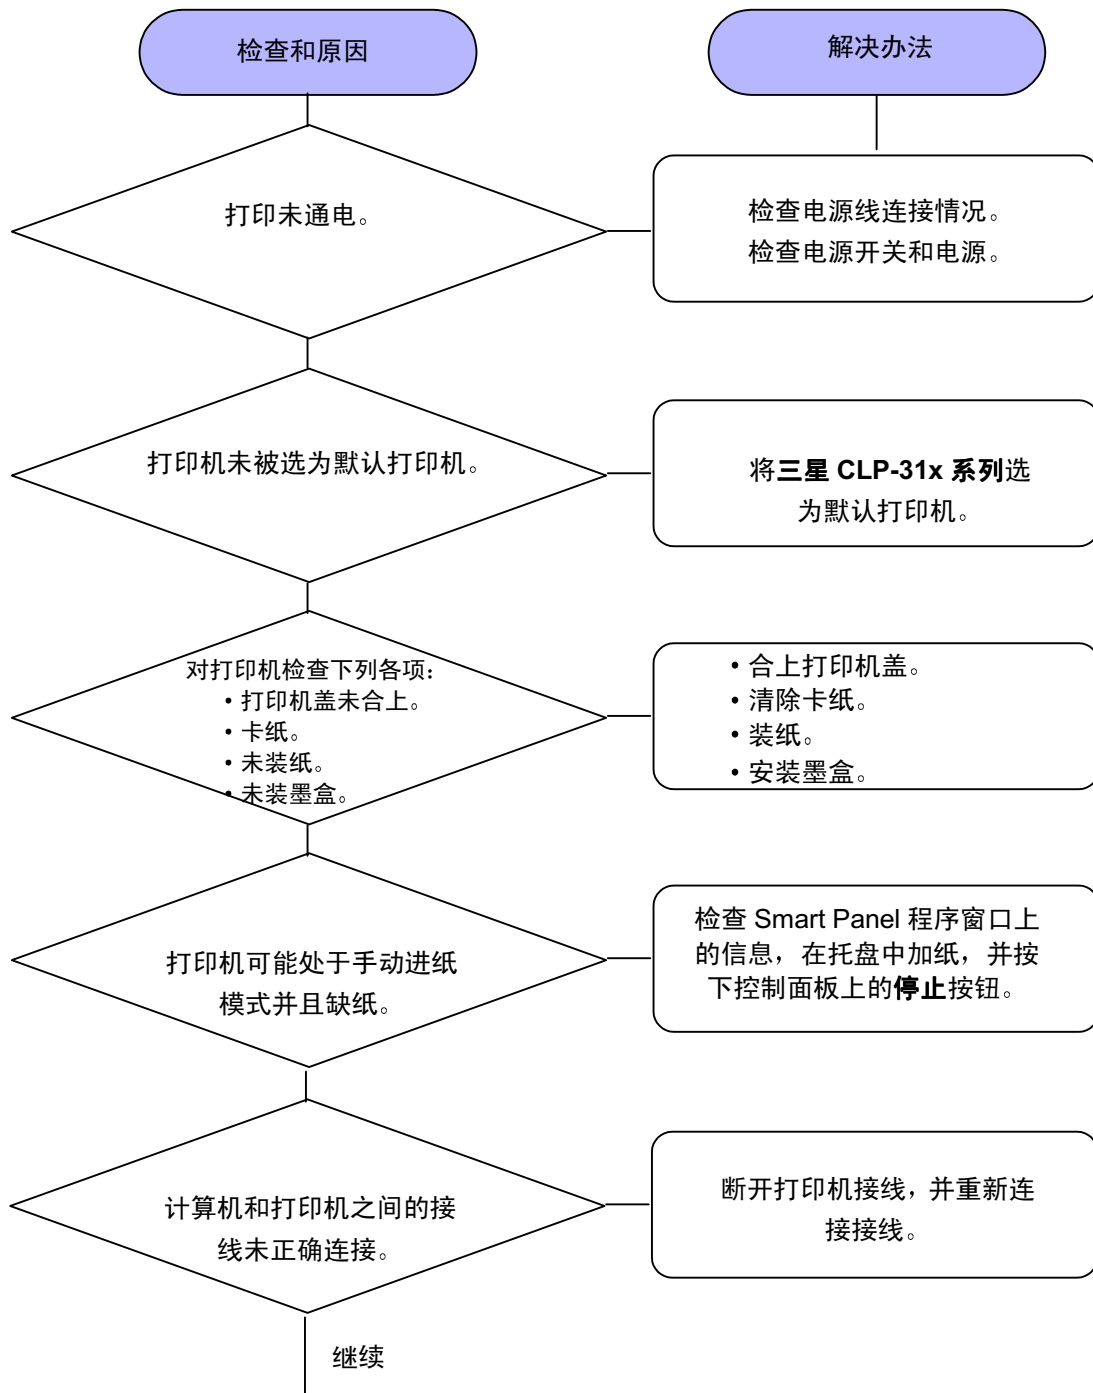 检查和原因
解决办法
打印未通电。
检查电源线连接情况。
检查电源开关和电源。
打印机未被选为默认打印机。
将三星 CLP-31x 系列选
为默认打印机。
对打印机检查下列各项：
• 打印机盖未合上。
• 卡纸。
• 未装纸。
• 未装墨盒。
• 合上打印机盖。
• 清除卡纸。
• 装纸。
• 安装墨盒。
打印机可能处于手动进纸
模式并且缺纸。
检查 Smart Panel 程序窗口上
的信息，在托盘中加纸，并按
下控制面板上的停止按钮。
计算机和打印机之间的接
线未正确连接。
断开打印机接线，并重新连
接接线。
继续